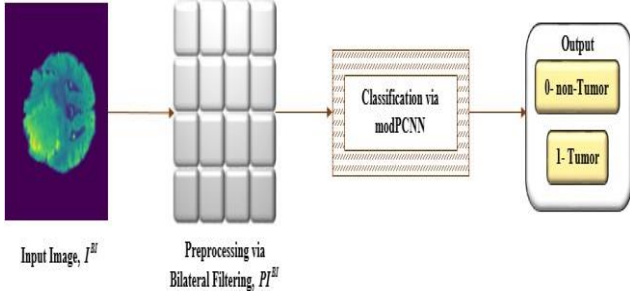 Input Image, I^BI
Preprocessing via
Bilateral Filtering, PI^BI
Classification via
modPCNN
Output
0- non-Tumor
1- Tumor